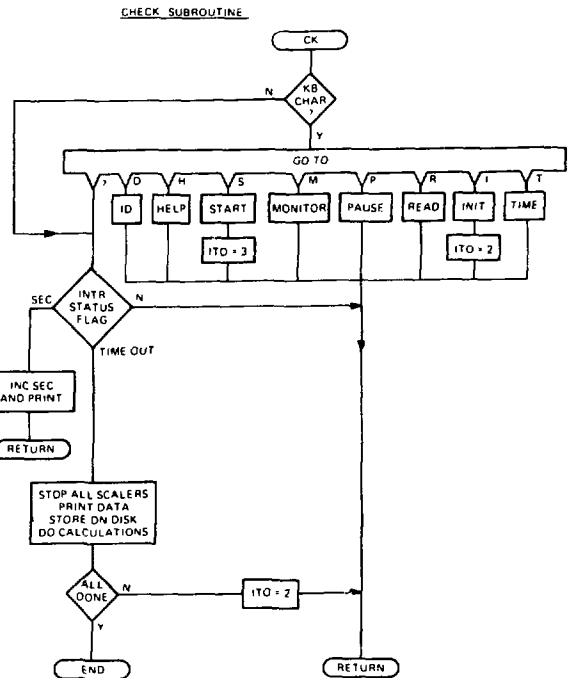 CHECK SUBROUTINE
CK
KB
CHAR
?
N
Y
GO TO
? D H S M P R I T
ID HELP START MONITOR PAUSE READ INIT TIME
ITO = 3
ITO = 2
INTR
STATUS
FLAG
SEC
N
TIME OUT
INC SEC
AND PRINT
RETURN
STOP ALL SCALERS
PRINT DATA
STORE ON DISK
DO CALCULATIONS
ALL
DONE
N
ITO = 2
Y
END
RETURN